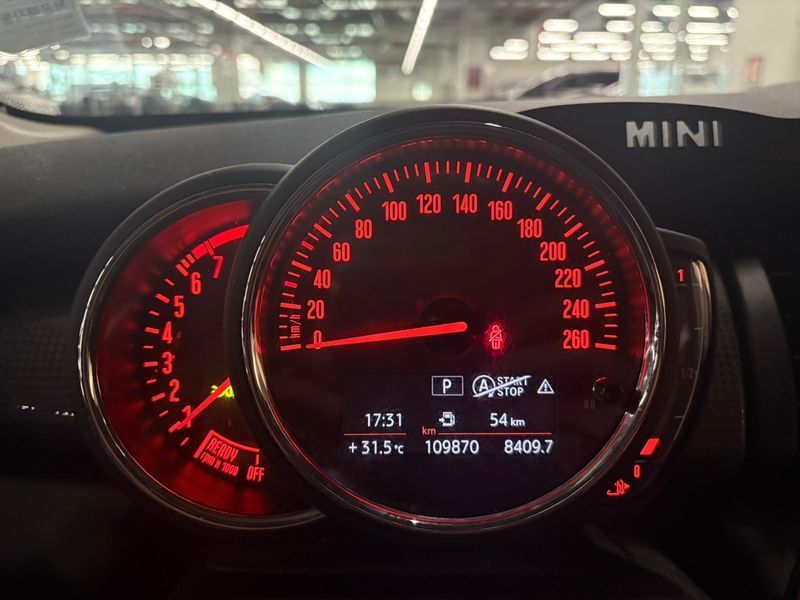 MINI
7
6
5
4
3
2
1
READY
rpm x 1000
OFF
0
20
40
60
80
100
120
140
160
180
200
220
240
260
km/h
P
A START STOP
17:31
54 km
+ 31.5°C
km
109870
8409.7
1
1/2
0